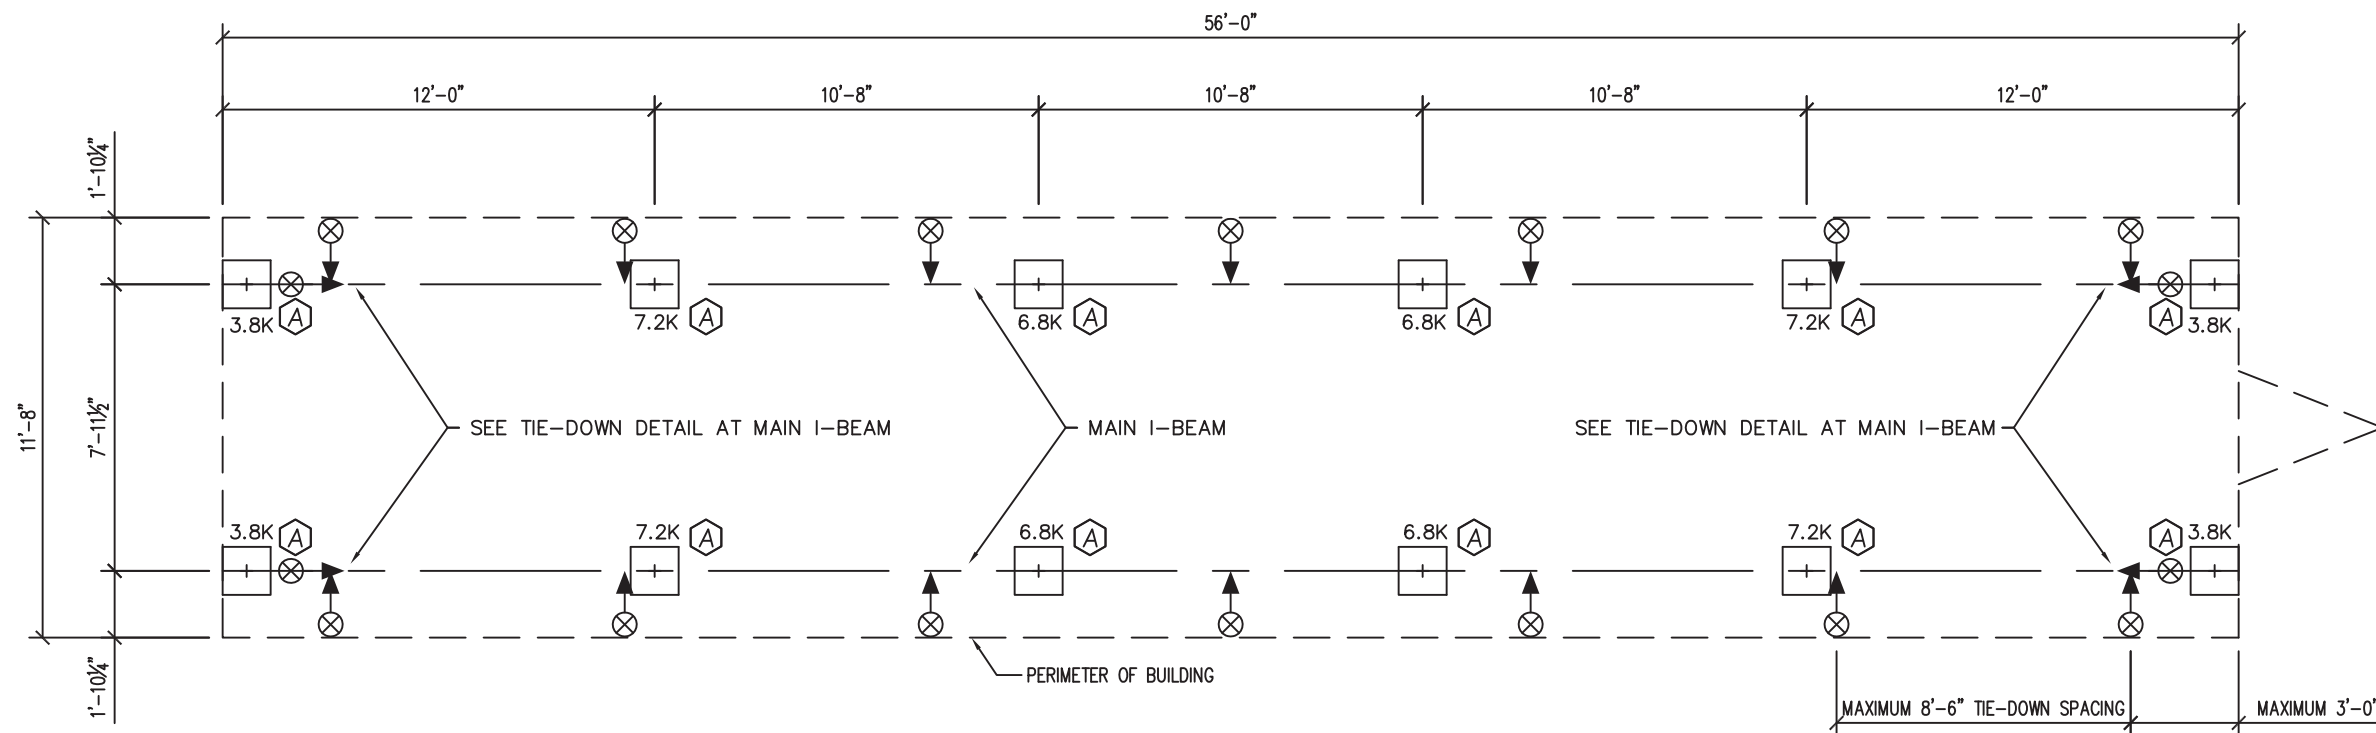 56'-0"
12'-0" 10'-8" 10'-8" 10'-8" 12'-0"
1'-10¼"
3.8K A 7.2K A 6.8K A 6.8K A 7.2K A A 3.8K
11'-8"
7'-11½"
SEE TIE-DOWN DETAIL AT MAIN I-BEAM MAIN I-BEAM SEE TIE-DOWN DETAIL AT MAIN I-BEAM
3.8K A 7.2K A 6.8K A 6.8K A 7.2K A A 3.8K
1'-10¼"
PERIMETER OF BUILDING
MAXIMUM 8'-6" TIE-DOWN SPACING MAXIMUM 3'-0"